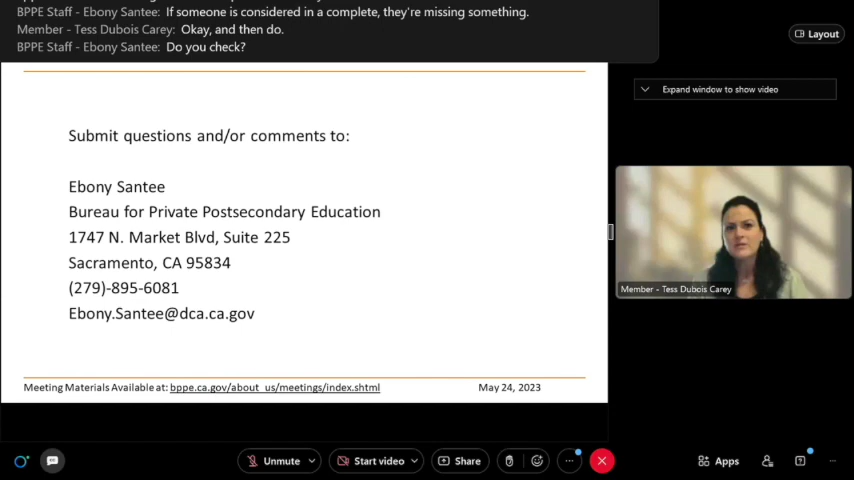 BPPE Staff - Ebony Santee: If someone is considered in a complete, they're missing something.
Member - Tess Dubois Carey: Okay, and then do.
BPPE Staff - Ebony Santee: Do you check?
Layout
Expand window to show video
Submit questions and/or comments to:
Ebony Santee
Bureau for Private Postsecondary Education
1747 N. Market Blvd, Suite 225
Sacramento, CA 95834
(279)-895-6081
Ebony.Santee@dca.ca.gov
Member - Tess Dubois Carey
Meeting Materials Available at: bppe.ca.gov/about_us/meetings/index.shtml May 24, 2023
Unmute Start video Share Apps